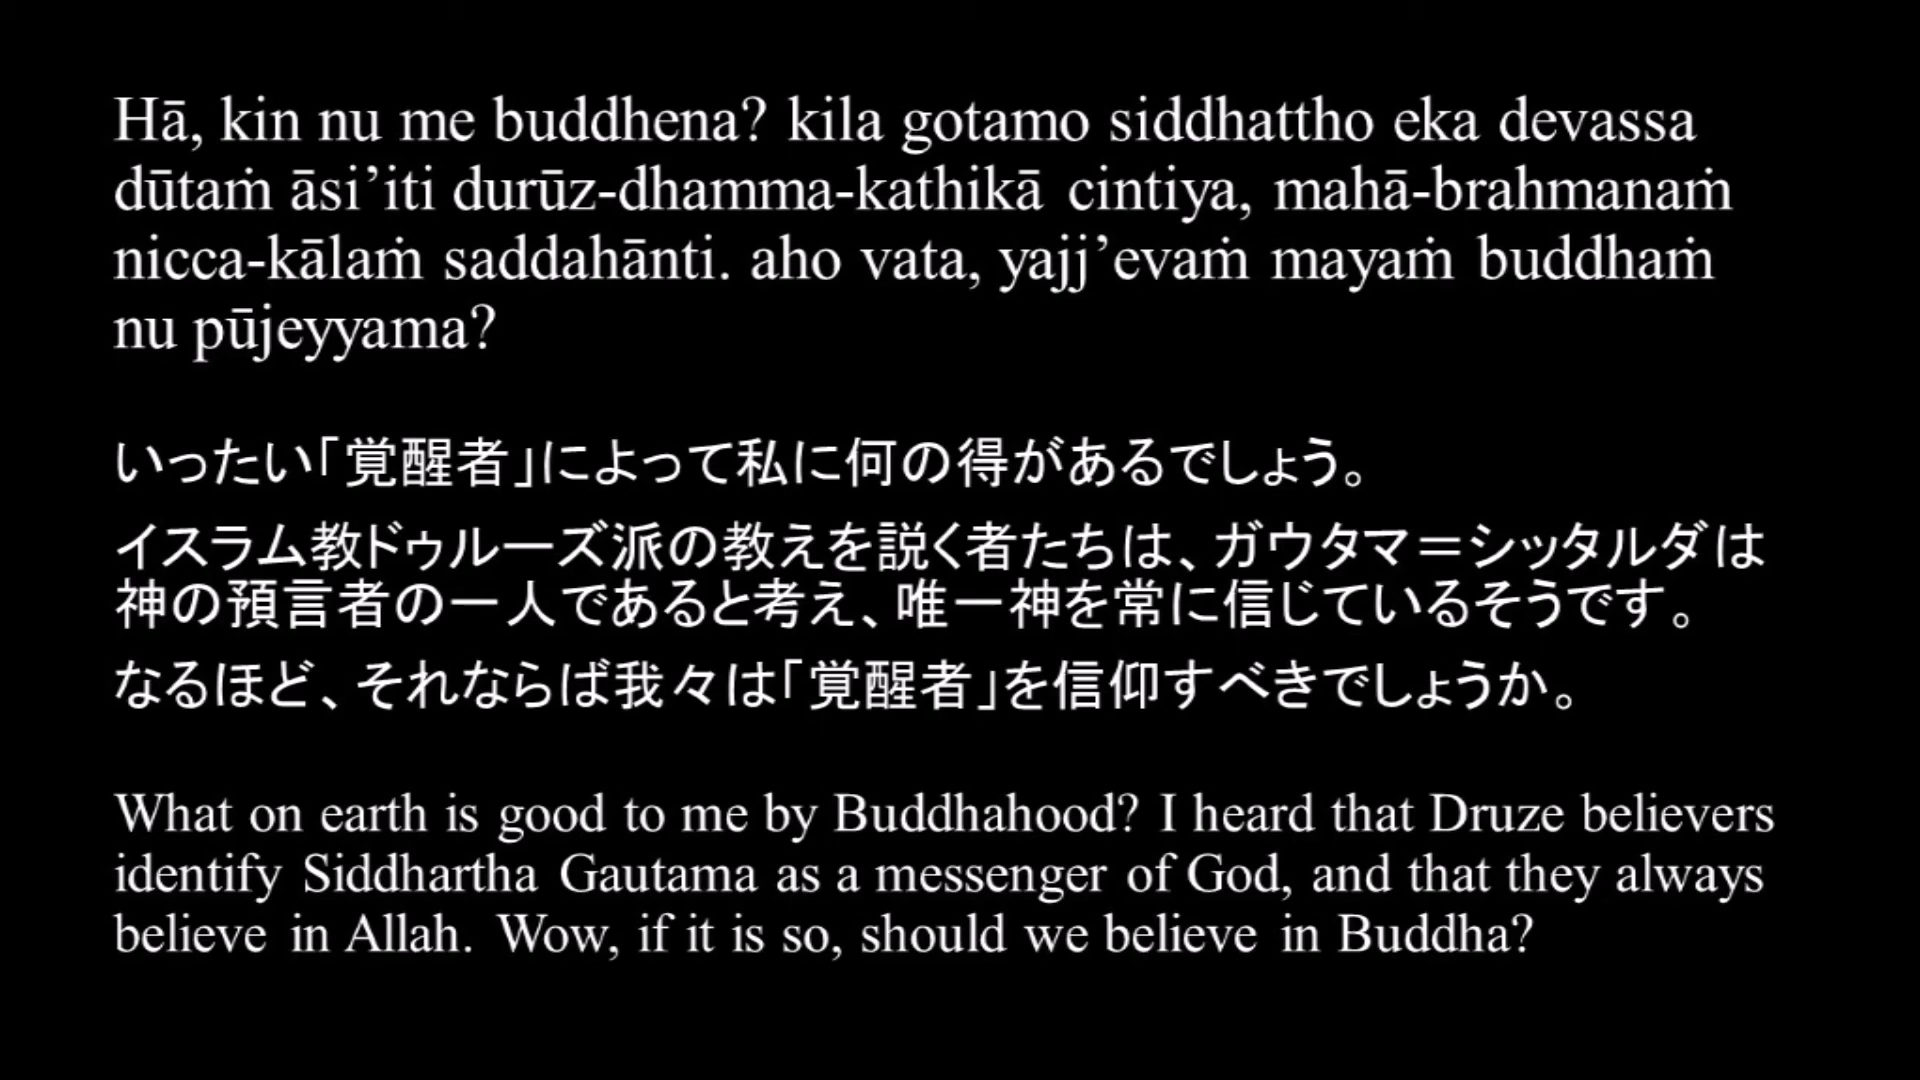 Hā, kin nu me buddhena? kila gotamo siddhattho eka devassa
dūtaṁ āsi’iti durūz-dhamma-kathikā cintiya, mahā-brahmanaṁ
nicca-kālaṁ saddahānti. aho vata, yajj’evaṁ mayaṁ buddhaṁ
nu pūjeyyama?
いったい「覚醒者」によって私に何の得があるでしょう。
イスラム教ドゥルーズ派の教えを説く者たちは、ガウタマ＝シッタルダは
神の預言者の一人であると考え、唯一神を常に信じているそうです。
なるほど、それならば我々は「覚醒者」を信仰すべきでしょうか。
What on earth is good to me by Buddhahood? I heard that Druze believers
identify Siddhartha Gautama as a messenger of God, and that they always
believe in Allah. Wow, if it is so, should we believe in Buddha?